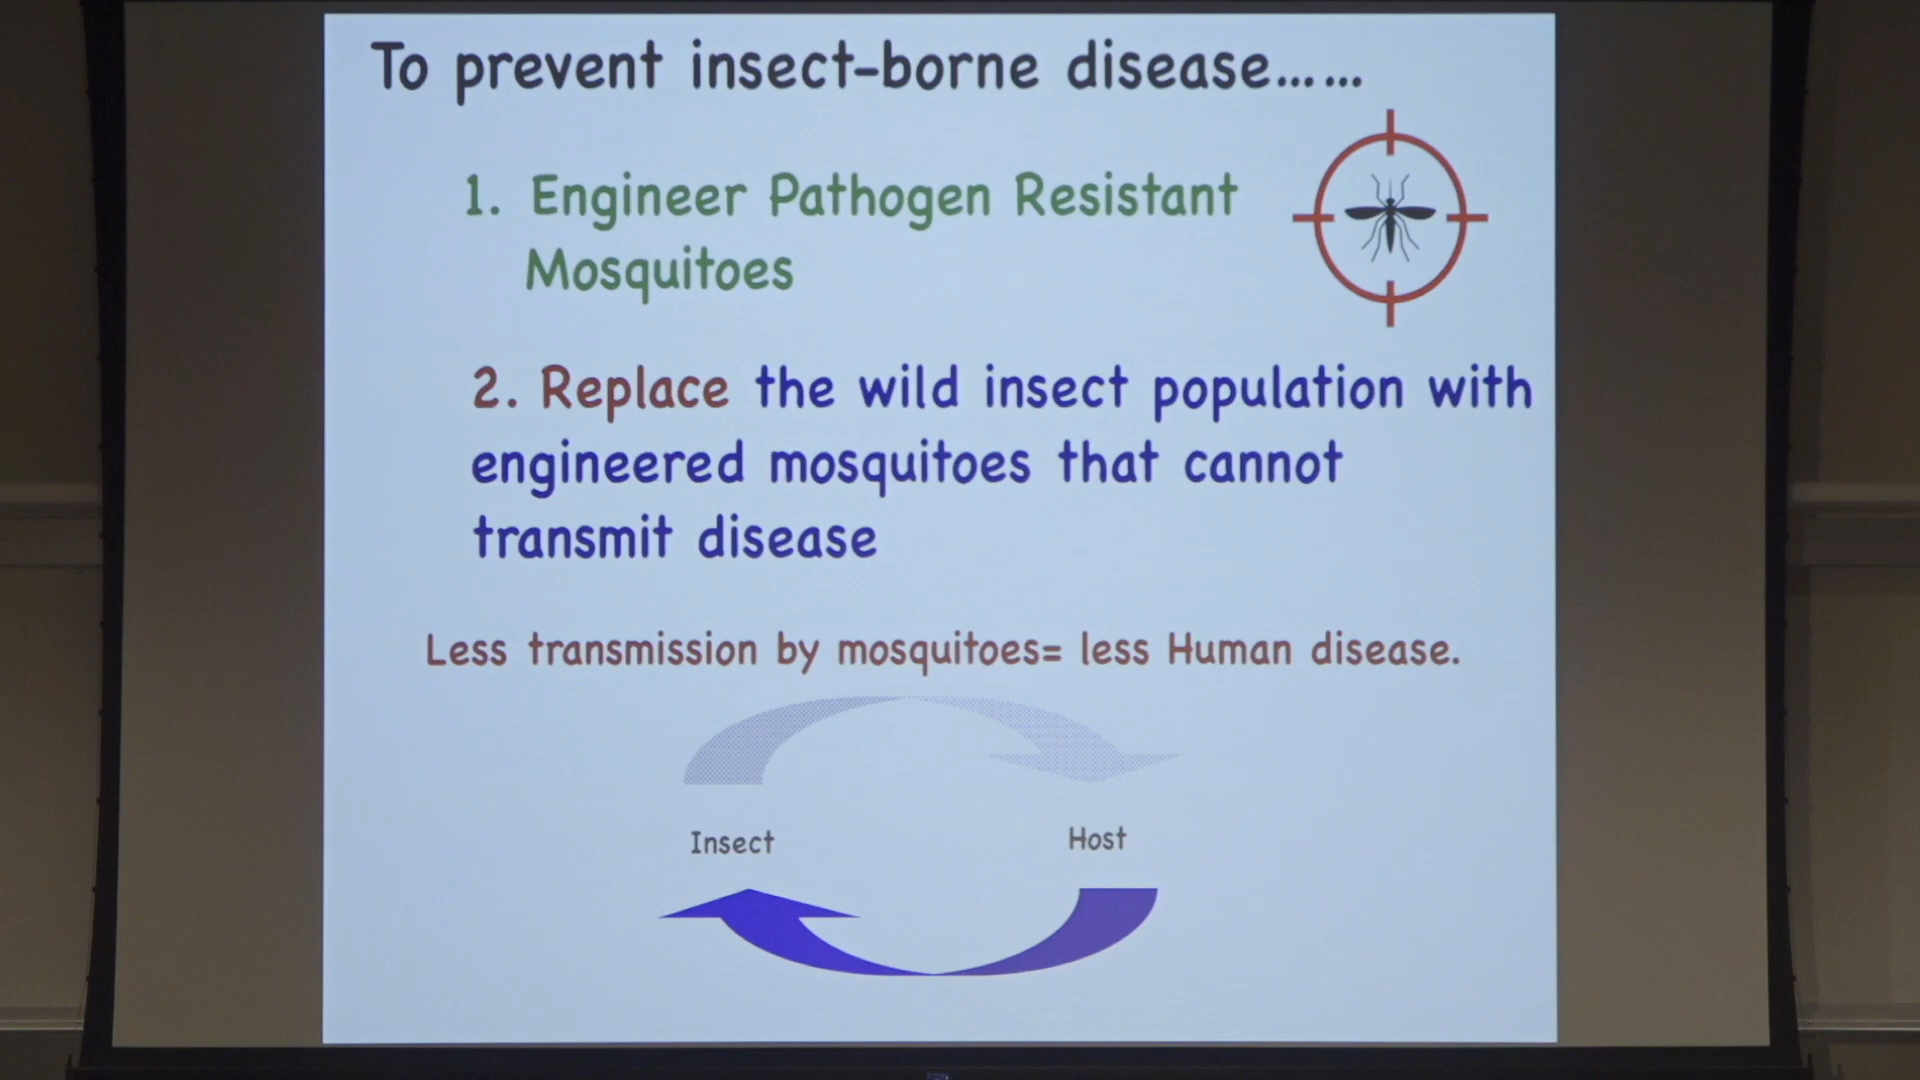 To prevent insect-borne disease......
1. Engineer Pathogen Resistant
Mosquitoes
2. Replace the wild insect population with
engineered mosquitoes that cannot
transmit disease
Less transmission by mosquitoes= less Human disease.
Insect
Host